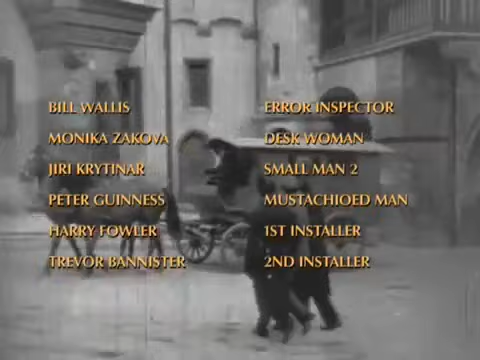 BILL WALLIS ERROR INSPECTOR
MONIKA ZAKOVA DESK WOMAN
JIRI KRYTINAR SMALL MAN 2
PETER GUINNESS MUSTACHIOED MAN
HARRY FOWLER 1ST INSTALLER
TREVOR BANNISTER 2ND INSTALLER